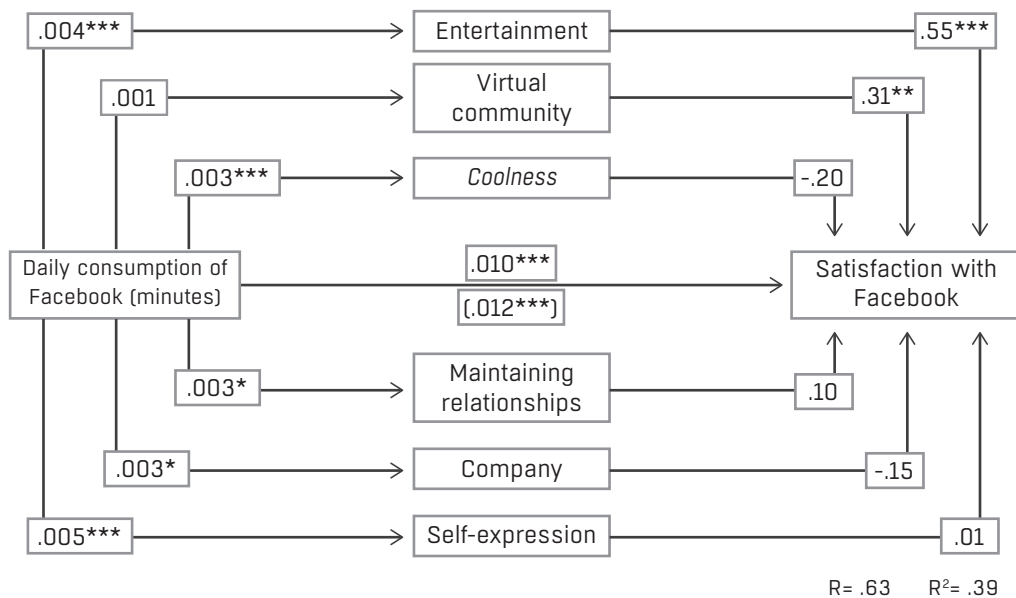 .004***
Entertainment
.55***
.001
Virtual
community
.31**
.003***
Coolness
-.20
Daily consumption of
Facebook (minutes)
.010***
(.012***)
Satisfaction with
Facebook
.003*
Maintaining
relationships
.10
.003*
Company
-.15
.005***
Self-expression
.01
R= .63 R²= .39